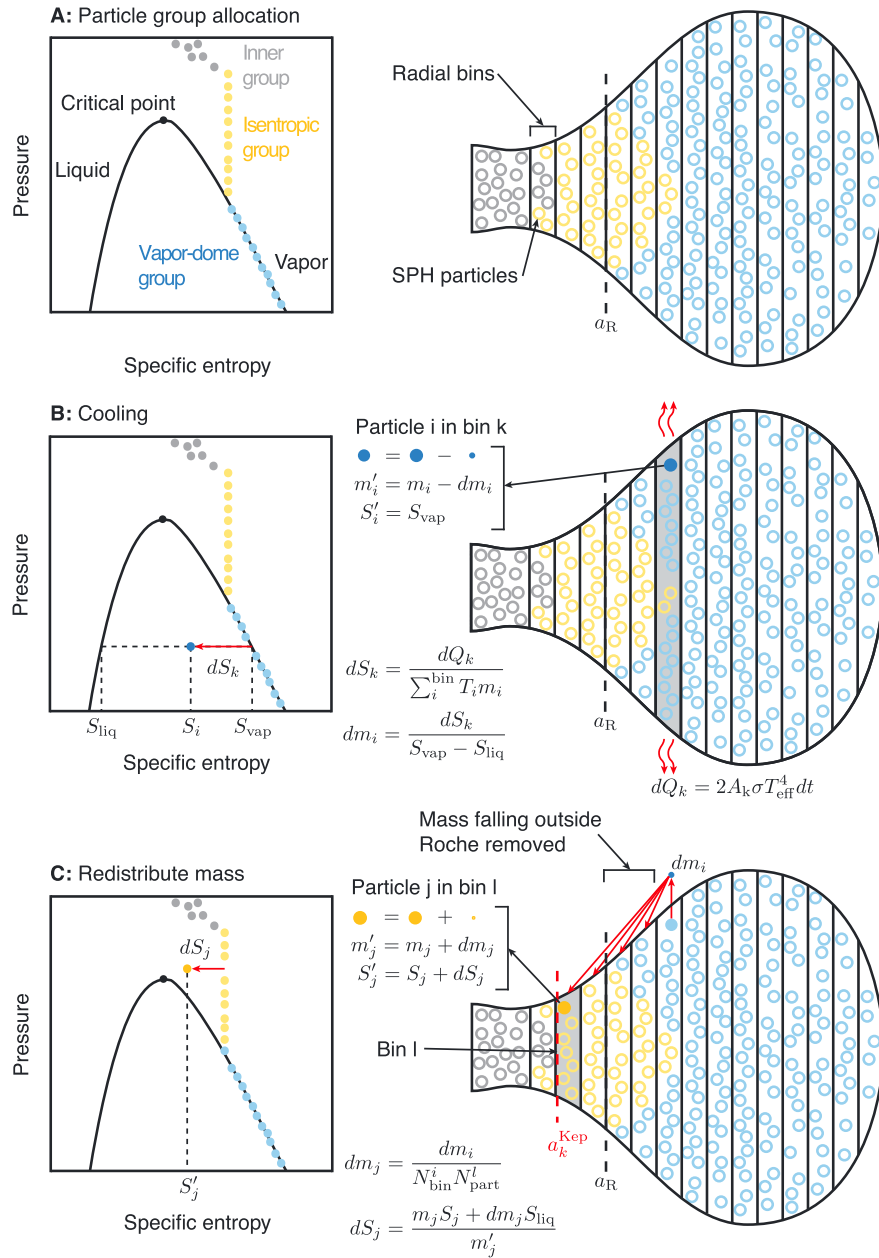 A: Particle group allocation
Inner
group
Critical point
Isentropic
group
Liquid
Vapor-dome
group
Vapor
Pressure
Specific entropy
Radial bins
SPH particles
a_R
B: Cooling
Particle i in bin k
= −
m′_i = m_i − dm_i
S′_i = S_vap
dS_k
dS_k = dQ_k / ∑_i^bin T_i m_i
dm_i = dS_k / (S_vap − S_liq)
S_liq S_i S_vap
Pressure
Specific entropy
a_R
dQ_k = 2A_k σT_eff^4 dt
C: Redistribute mass
Mass falling outside
Roche removed
dm_i
Particle j in bin l
= +
m′_j = m_j + dm_j
S′_j = S_j + dS_j
dS_j
Bin l
a_k^Kep
a_R
S′_j
Pressure
Specific entropy
dm_j = dm_i / (N_bin^i N_part^l)
dS_j = (m_j S_j + dm_j S_liq) / m′_j